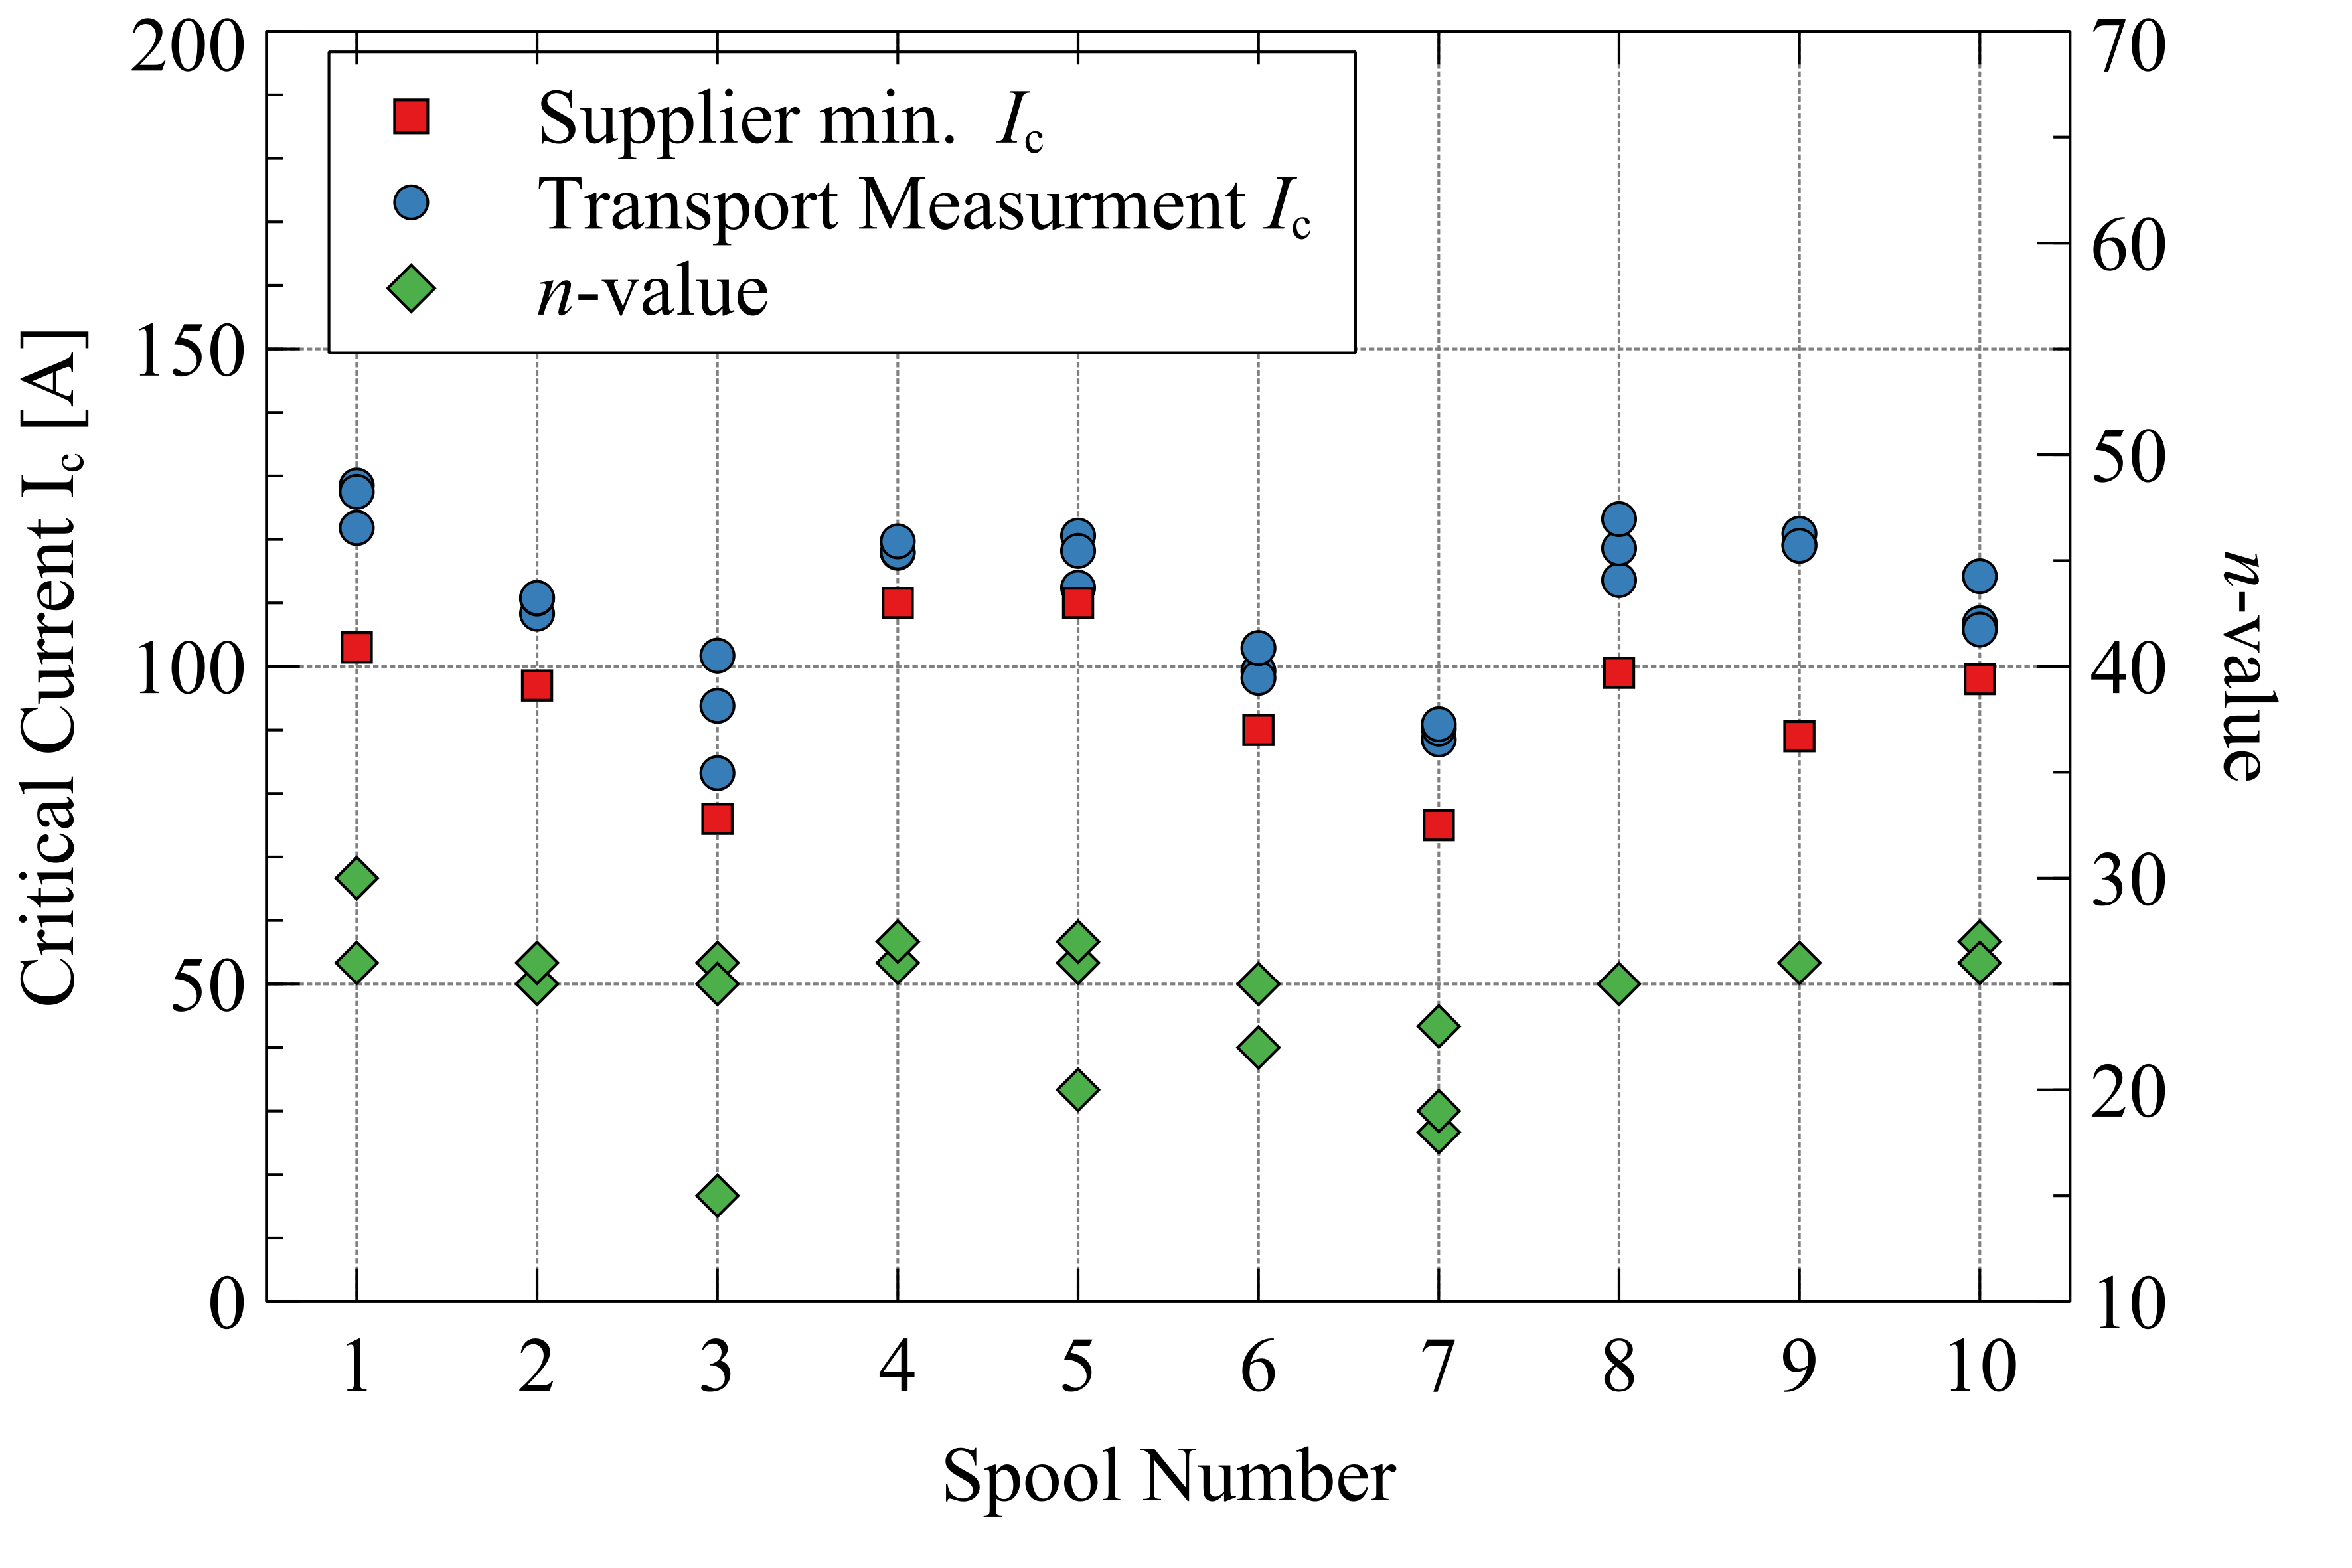 200
150
100
50
0
Critical Current Ic [A]
Supplier min. Ic
Transport Measurment Ic
n-value
70
60
50
40
30
20
10
n-value
1 2 3 4 5 6 7 8 9 10
Spool Number